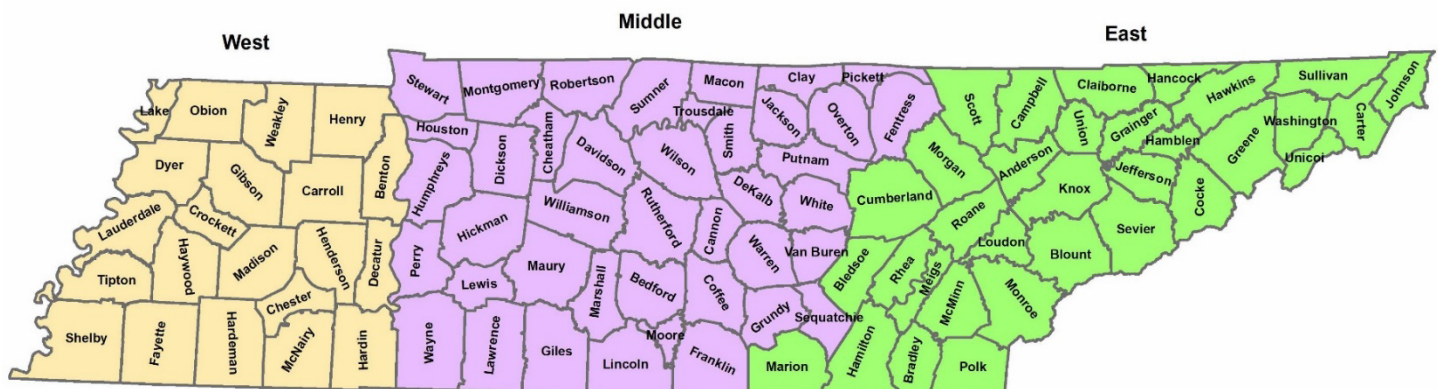 Middle
West
East
Lake
Obion
Weakley
Henry
Dyer
Gibson
Carroll
Benton
Lauderdale
Crockett
Haywood
Madison
Henderson
Decatur
Tipton
Chester
Shelby
Fayette
Hardeman
McNairy
Hardin
Stewart
Montgomery
Robertson
Sumner
Macon
Clay
Pickett
Trousdale
Jackson
Overton
Fentress
Houston
Humphreys
Dickson
Cheatham
Davidson
Wilson
Smith
Putnam
DeKalb
White
Hickman
Williamson
Rutherford
Cannon
Warren
Van Buren
Perry
Lewis
Maury
Marshall
Bedford
Coffee
Grundy
Sequatchie
Wayne
Lawrence
Giles
Lincoln
Moore
Franklin
Scott
Campbell
Claiborne
Hancock
Hawkins
Sullivan
Johnson
Carter
Washington
Unicoi
Greene
Hamblen
Grainger
Union
Anderson
Morgan
Cumberland
Knox
Jefferson
Cocke
Sevier
Roane
Loudon
Blount
Bledsoe
Rhea
Meigs
McMinn
Monroe
Marion
Hamilton
Bradley
Polk